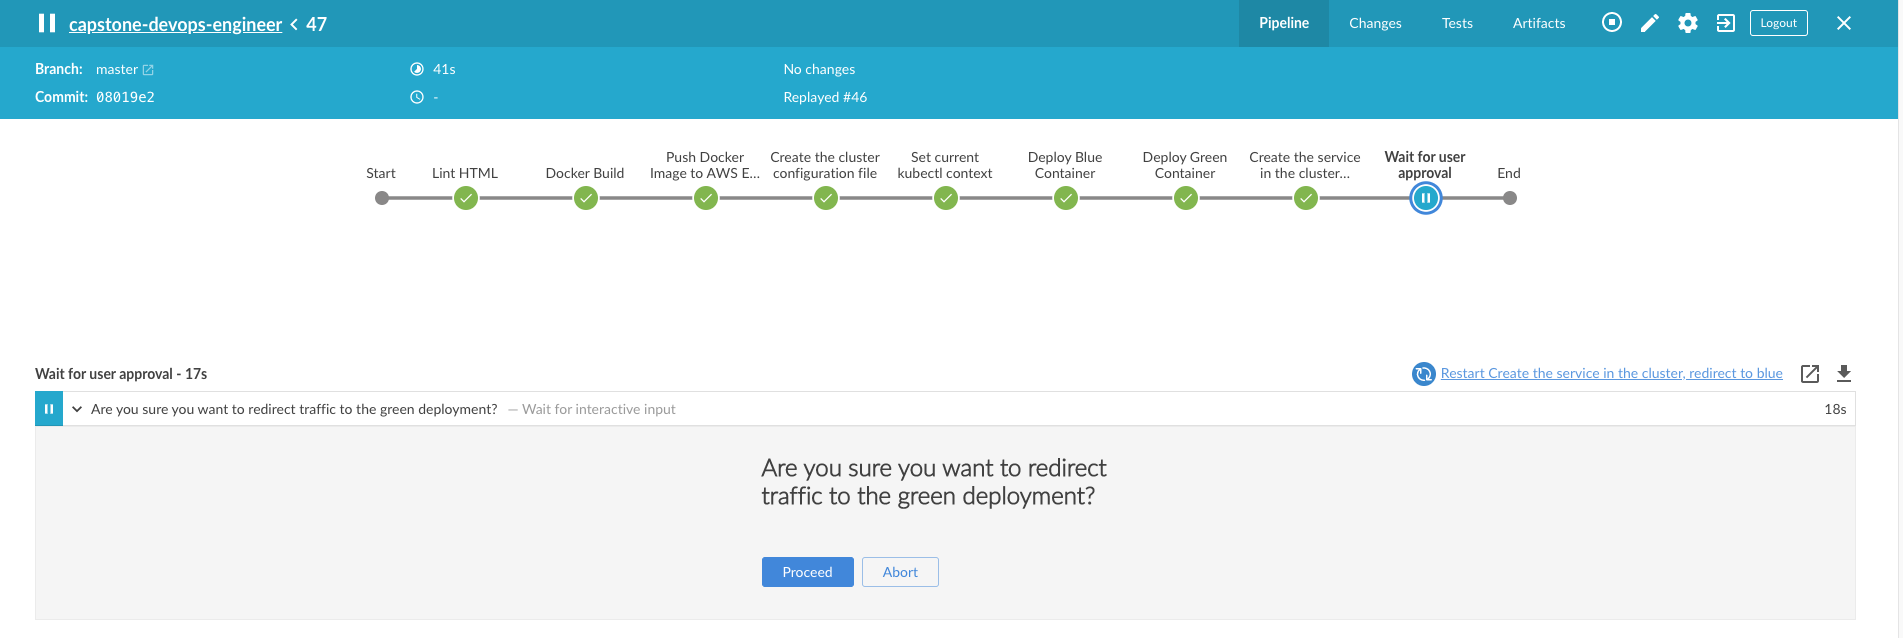 capstone-devops-engineer < 47
Pipeline
Changes
Tests
Artifacts
Logout
Branch: master
41s
No changes
Commit: 08019e2
-
Replayed #46
Start
Lint HTML
Docker Build
Push Docker
Image to AWS E...
Create the cluster
configuration file
Set current
kubectl context
Deploy Blue
Container
Deploy Green
Container
Create the service
in the cluster...
Wait for user
approval
End
Wait for user approval - 17s
Restart Create the service in the cluster, redirect to blue
Are you sure you want to redirect traffic to the green deployment? — Wait for interactive input
18s
Are you sure you want to redirect
traffic to the green deployment?
Proceed
Abort